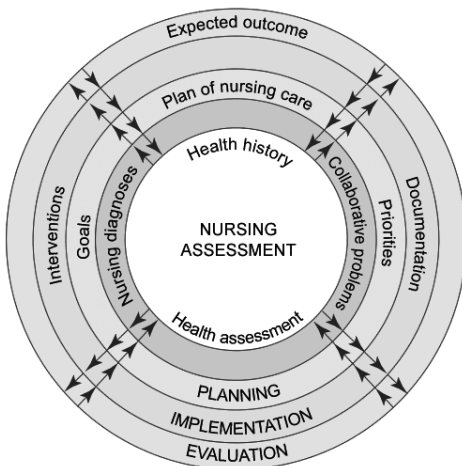 Expected outcome
Plan of nursing care
Health history
Interventions
Goals
Nursing diagnoses
NURSING
ASSESSMENT
Collaborative problems
Priorities
Documentation
Health assessment
PLANNING
IMPLEMENTATION
EVALUATION